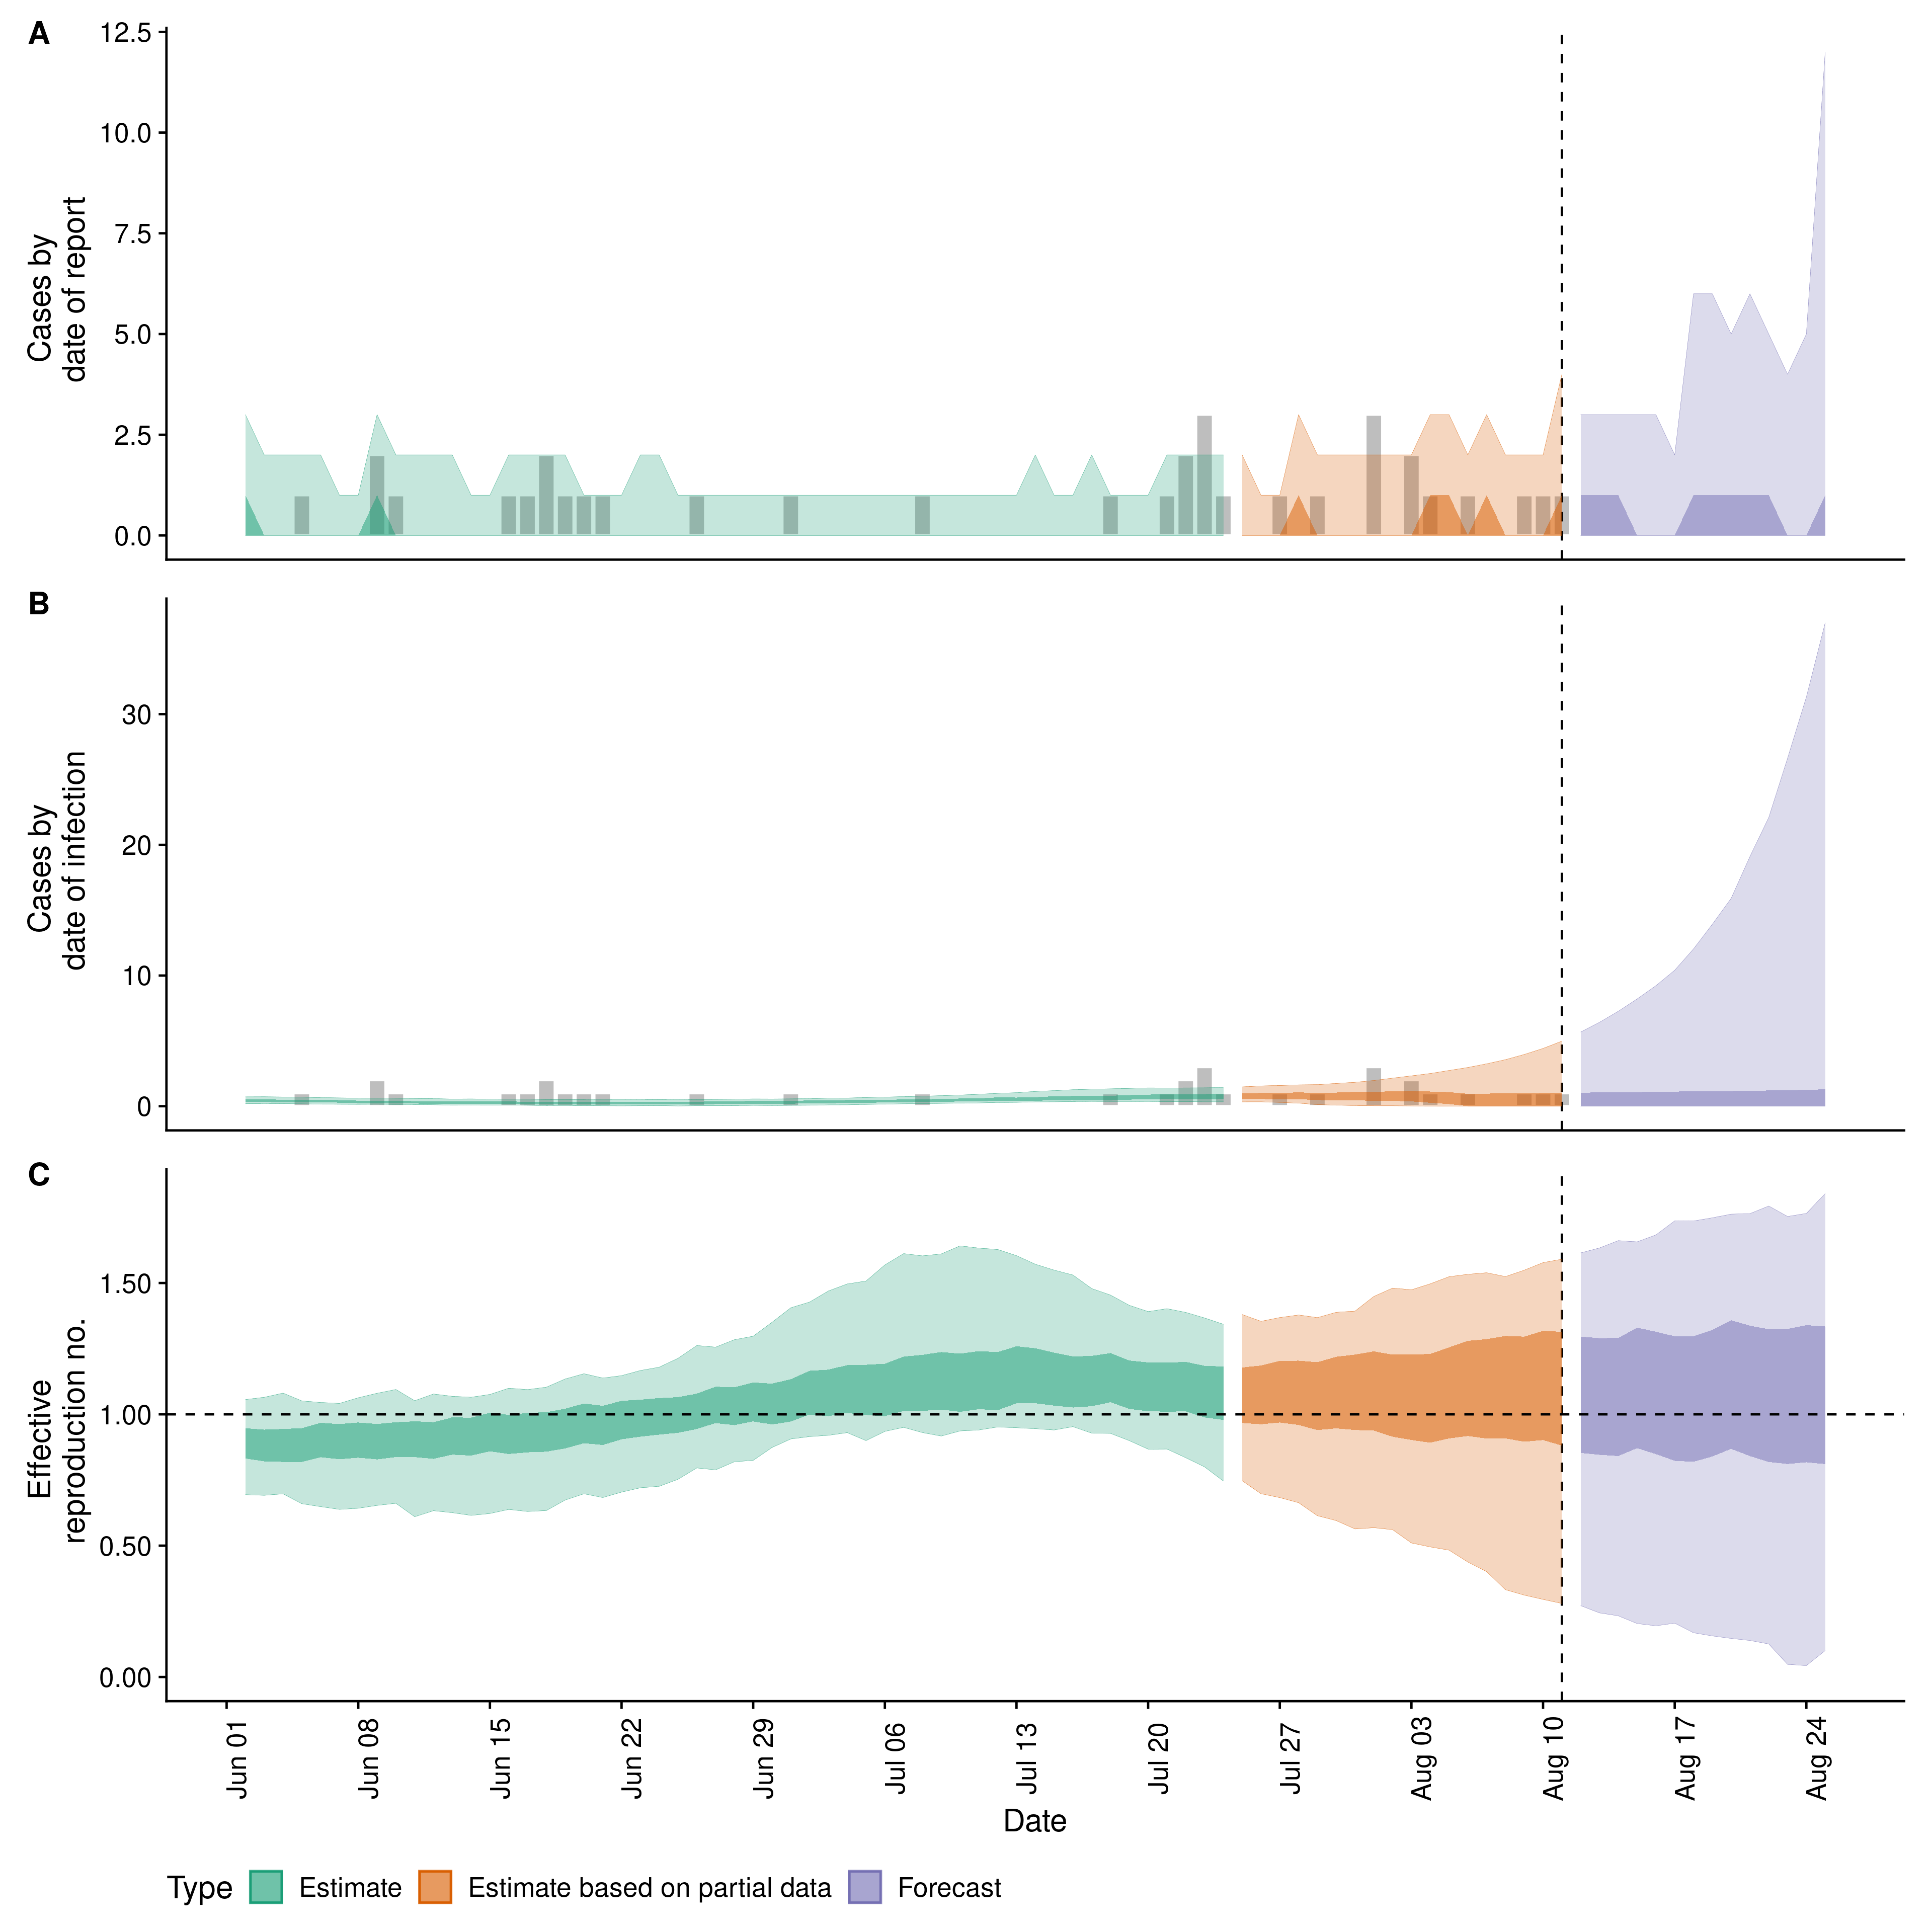 A
Cases by
date of report
12.5
10.0
7.5
5.0
2.5
0.0
B
Cases by
date of infection
30
20
10
0
C
Effective
reproduction no.
1.50
1.00
0.50
0.00
Jun 01
Jun 08
Jun 15
Jun 22
Jun 29
Jul 06
Jul 13
Jul 20
Jul 27
Aug 03
Aug 10
Aug 17
Aug 24
Date
Type Estimate Estimate based on partial data Forecast